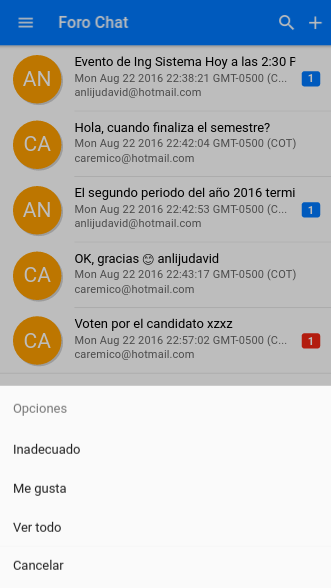 Foro Chat
AN
Evento de Ing Sistema Hoy a las 2:30 P
Mon Aug 22 2016 22:38:21 GMT-0500 (C...
1
anlijudavid@hotmail.com
CA
Hola, cuando finaliza el semestre?
Mon Aug 22 2016 22:42:04 GMT-0500 (COT)
caremico@hotmail.com
AN
El segundo periodo del año 2016 termi
Mon Aug 22 2016 22:42:53 GMT-0500 (C...
1
anlijudavid@hotmail.com
CA
OK, gracias 😊 anlijudavid
Mon Aug 22 2016 22:43:17 GMT-0500 (COT)
caremico@hotmail.com
CA
Voten por el candidato xzxz
Mon Aug 22 2016 22:57:02 GMT-0500 (C...
1
caremico@hotmail.com
Opciones
Inadecuado
Me gusta
Ver todo
Cancelar